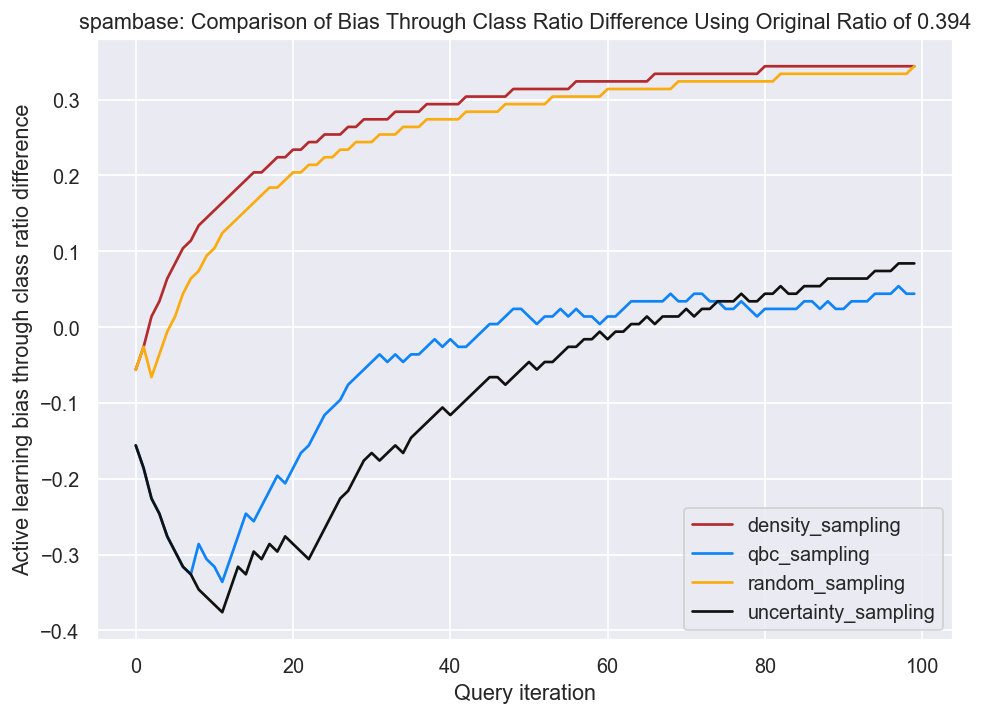 spambase: Comparison of Bias Through Class Ratio Difference Using Original Ratio of 0.394
Active learning bias through class ratio difference
0.3
0.2
0.1
0.0
−0.1
−0.2
−0.3
−0.4
density_sampling
qbc_sampling
random_sampling
uncertainty_sampling
0 20 40 60 80 100
Query iteration